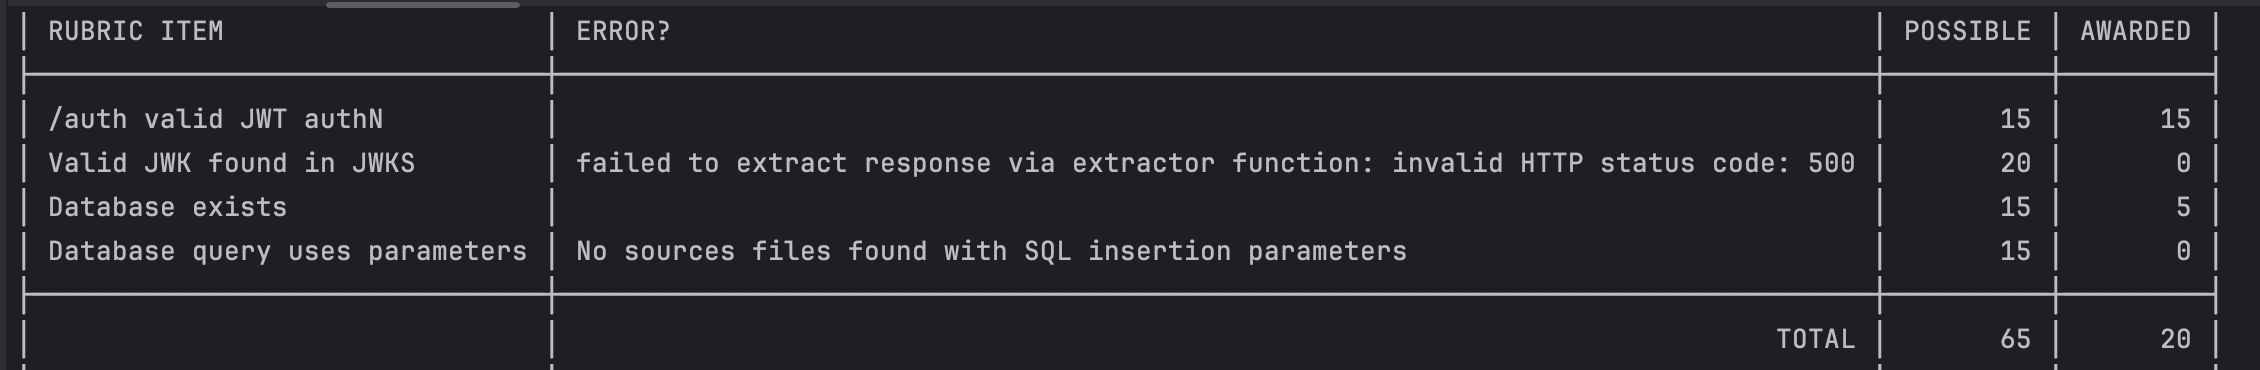 RUBRIC ITEM ERROR? POSSIBLE AWARDED
/auth valid JWT authN 15 15
Valid JWK found in JWKS failed to extract response via extractor function: invalid HTTP status code: 500 20 0
Database exists 15 5
Database query uses parameters No sources files found with SQL insertion parameters 15 0
TOTAL 65 20